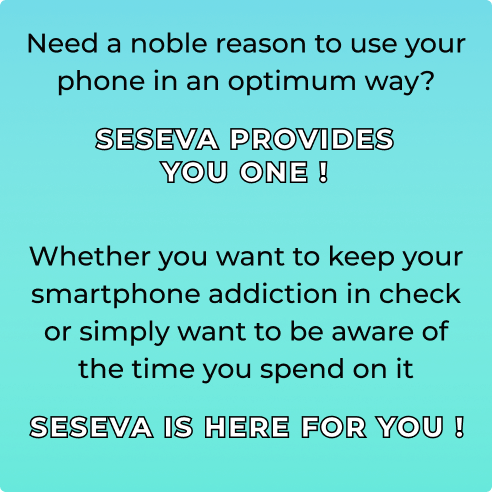 Need a noble reason to use your
phone in an optimum way?
SESEVA PROVIDES
YOU ONE !
Whether you want to keep your
smartphone addiction in check
or simply want to be aware of
the time you spend on it
SESEVA IS HERE FOR YOU !